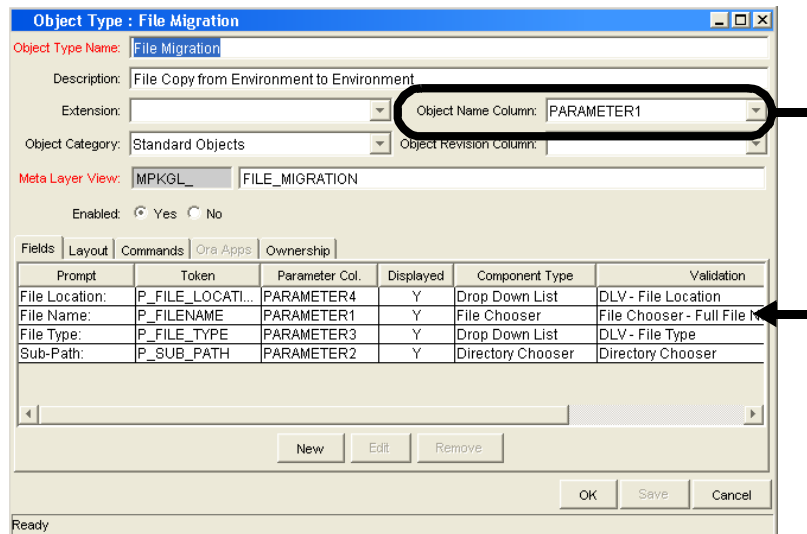 Object Type : File Migration
Object Type Name: File Migration
Description: File Copy from Environment to Environment
Extension: Object Name Column: PARAMETER1
Object Category: Standard Objects Object Revision Column:
Meta Layer View: MPKGL_ FILE_MIGRATION
Enabled: Yes No
Fields Layout Commands Ora Apps Ownership
Prompt Token Parameter Col. Displayed Component Type Validation
File Location: P_FILE_LOCATI... PARAMETER4 Y Drop Down List DLV - File Location
File Name: P_FILENAME PARAMETER1 Y File Chooser File Chooser - Full File
File Type: P_FILE_TYPE PARAMETER3 Y Drop Down List DLV - File Type
Sub-Path: P_SUB_PATH PARAMETER2 Y Directory Chooser Directory Chooser
New Edit Remove
OK Save Cancel
Ready